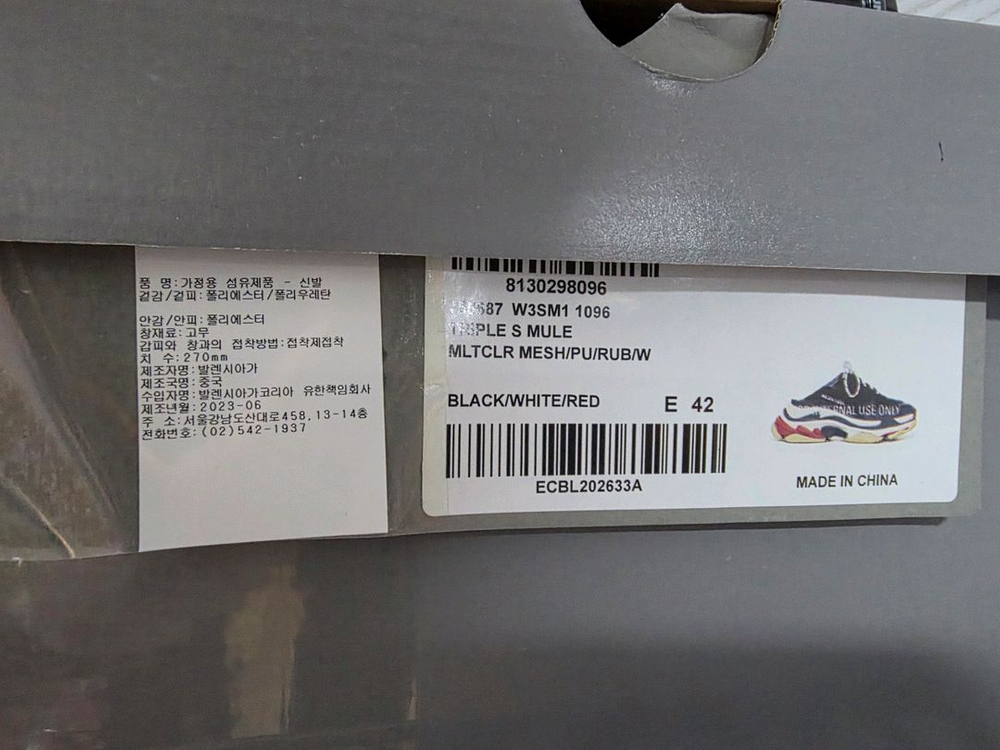 품 명:가정용 섬유제품 - 신발
겉감/겉피:폴리에스터/폴리우레탄
안감/안피:폴리에스터
창재료:고무
갑피와 창과의 접착방법:접착제접착
치 수:270mm
제조자명:발렌시아가
제조국명:중국
수입자명:발렌시아가코리아 유한책임회사
제조년월:2023-06
주 소:서울강남도산대로458,13-14층
전화번호:(02)542-1937
8130298096
W3SM1 1096
TRIPLE S MULE
MLTCLR MESH/PU/RUB/W
BLACK/WHITE/RED E 42
ECBL202633A
INTERNAL USE ONLY
MADE IN CHINA